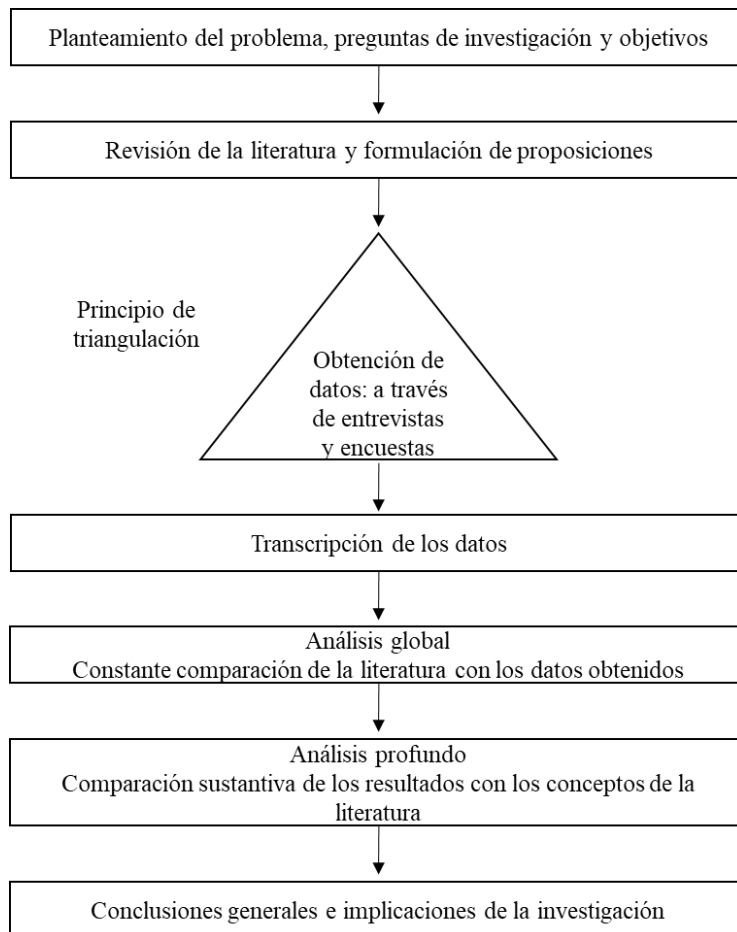 Planteamiento del problema, preguntas de investigación y objetivos
Revisión de la literatura y formulación de proposiciones
Principio de
triangulación
Obtención de
datos: a través
de entrevistas
y encuestas
Transcripción de los datos
Análisis global
Constante comparación de la literatura con los datos obtenidos
Análisis profundo
Comparación sustantiva de los resultados con los conceptos de la
literatura
Conclusiones generales e implicaciones de la investigación